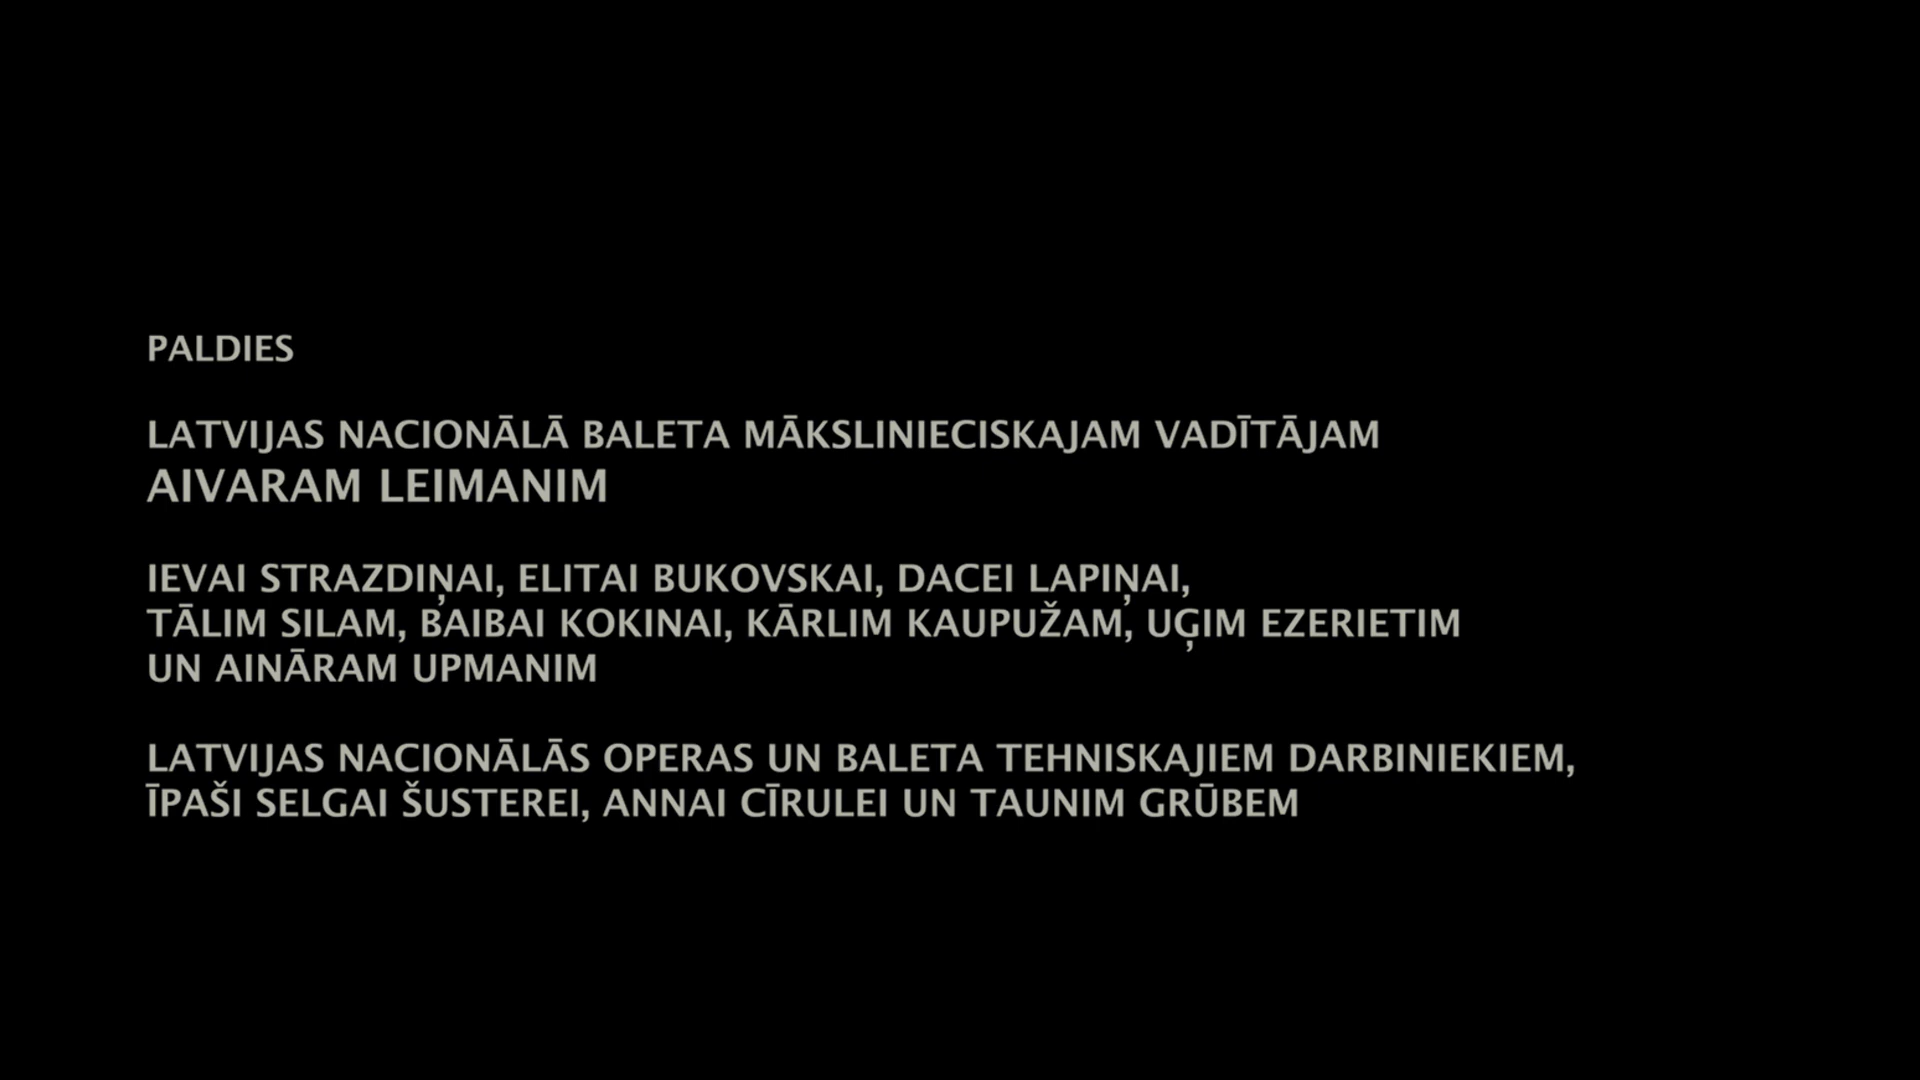 PALDIES
LATVIJAS NACIONĀLĀ BALETA MĀKSLINIECISKAJAM VADĪTĀJAM
AIVARAM LEIMANIM
IEVAI STRAZDIŅAI, ELITAI BUKOVSKAI, DACEI LAPIŅAI,
TĀLIM SILAM, BAIBAI KOKINAI, KĀRLIM KAUPUŽAM, UĢIM EZERIETIM
UN AINĀRAM UPMANIM
LATVIJAS NACIONĀLĀS OPERAS UN BALETA TEHNISKAJIEM DARBINIEKIEM,
ĪPAŠI SELGAI ŠUSTEREI, ANNAI CĪRULEI UN TAUNIM GRŪBEM